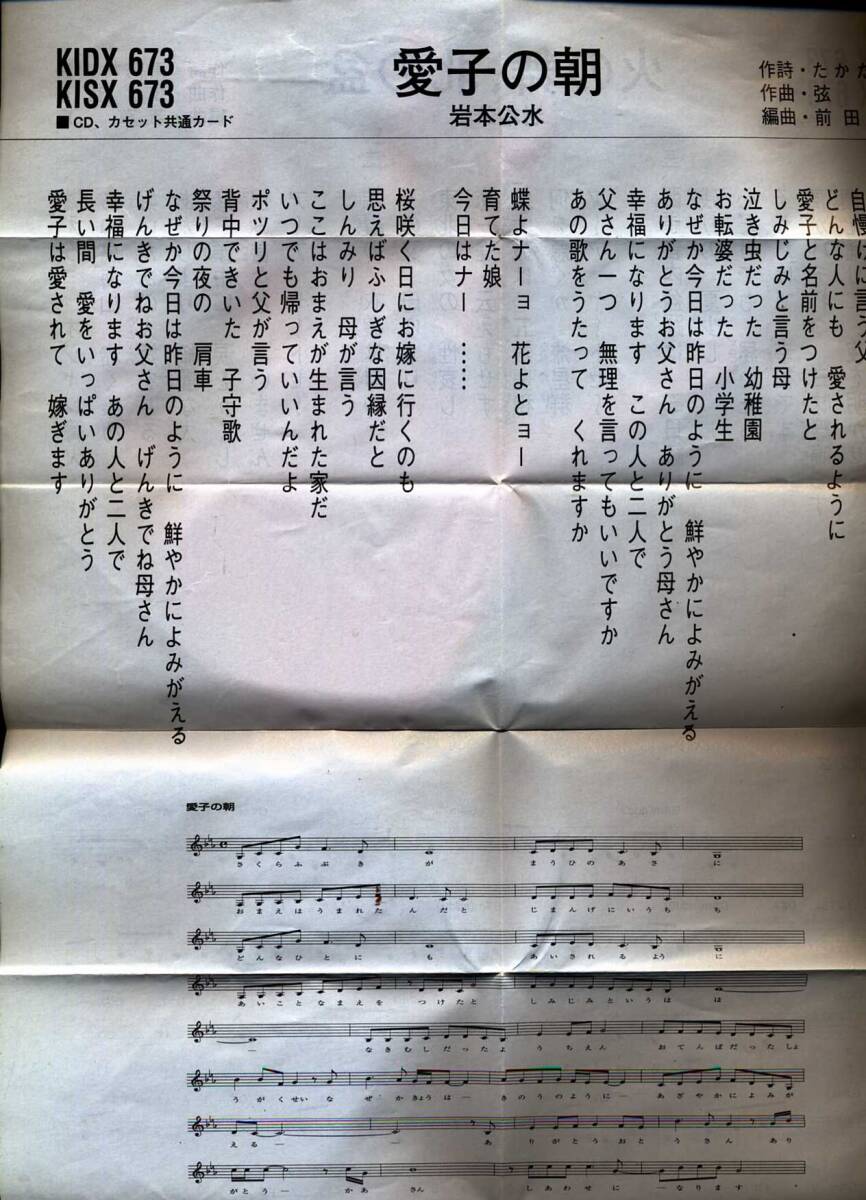 KIDX 673
KISX 673
■CD、カセット共通カード
愛子の朝
岩本公水
作詩・たかた
作曲・弦
編曲・前田
自慢げに言う父
どんな人にも　愛されるように
愛子と名前をつけたと
しみじみと言う母
泣き虫だった　幼稚園
お転婆だった　小学生
なぜか今日は昨日のように　鮮やかによみがえる
ありがとうお父さん　ありがとう母さん
幸福になります　この人と二人で
父さん一つ　無理を言ってもいいですか
あの歌をうたって　くれますか
蝶よナーョ　花よとョー
育てた娘
今日はナー ……
桜咲く日にお嫁に行くのも
思えばふしぎな因縁だと
しんみり　母が言う
ここはおまえが生まれた家だ
いつでも帰っていいんだよ
ポツリと父が言う
背中できいた　子守歌
祭りの夜の　肩車
なぜか今日は昨日のように　鮮やかによみがえる
げんきでねお父さん　げんきでね母さん
幸福になります　あの人と二人で
長い間　愛をいっぱいありがとう
愛子は愛されて　嫁ぎます
愛子の朝
さくらふぶき　が　まうひのあさ　に
おまえはうまれた　んだと　じまんげにいうち　ち
どんなひとに　も　あいされる　よう　に
あいことなまえを　つけたと　しみじみというは　は
ー　なきむしだったよ　うちえん　おてんばだったしょ
うがくせいな　ぜかきょうはー　きのうのようにー　あざやかによみが
えるー　ー　ありがとうおと　うさん　あり
がとうー　かあ　さん　しあわせに　ー　なります